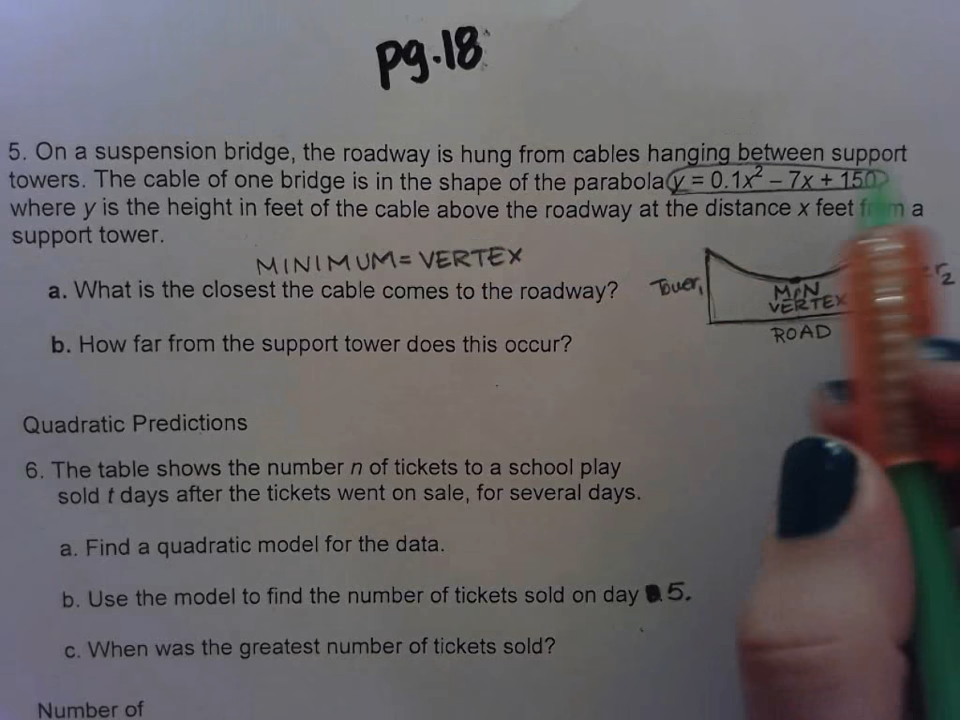 pg.18
5. On a suspension bridge, the roadway is hung from cables hanging between support
towers. The cable of one bridge is in the shape of the parabola y = 0.1x² – 7x + 150
where y is the height in feet of the cable above the roadway at the distance x feet from a
support tower.
MINIMUM = VERTEX
a. What is the closest the cable comes to the roadway?
Tower₁
MIN
VERTEX
ROAD
b. How far from the support tower does this occur?
Quadratic Predictions
6. The table shows the number n of tickets to a school play
sold t days after the tickets went on sale, for several days.
a. Find a quadratic model for the data.
b. Use the model to find the number of tickets sold on day 5.
c. When was the greatest number of tickets sold?
Number of